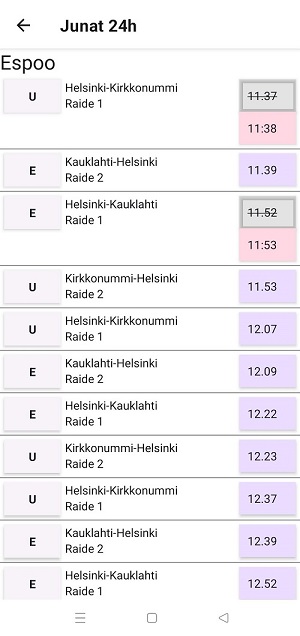 Junat 24h
Espoo
U Helsinki-Kirkkonummi 11.37
Raide 1
11:38
E Kauklahti-Helsinki 11.39
Raide 2
E Helsinki-Kauklahti 11.52
Raide 1
11:53
U Kirkkonummi-Helsinki 11.53
Raide 2
U Helsinki-Kirkkonummi 12.07
Raide 1
E Kauklahti-Helsinki 12.09
Raide 2
E Helsinki-Kauklahti 12.22
Raide 1
U Kirkkonummi-Helsinki 12.23
Raide 2
U Helsinki-Kirkkonummi 12.37
Raide 1
E Kauklahti-Helsinki 12.39
Raide 2
E Helsinki-Kauklahti 12.52
Raide 1